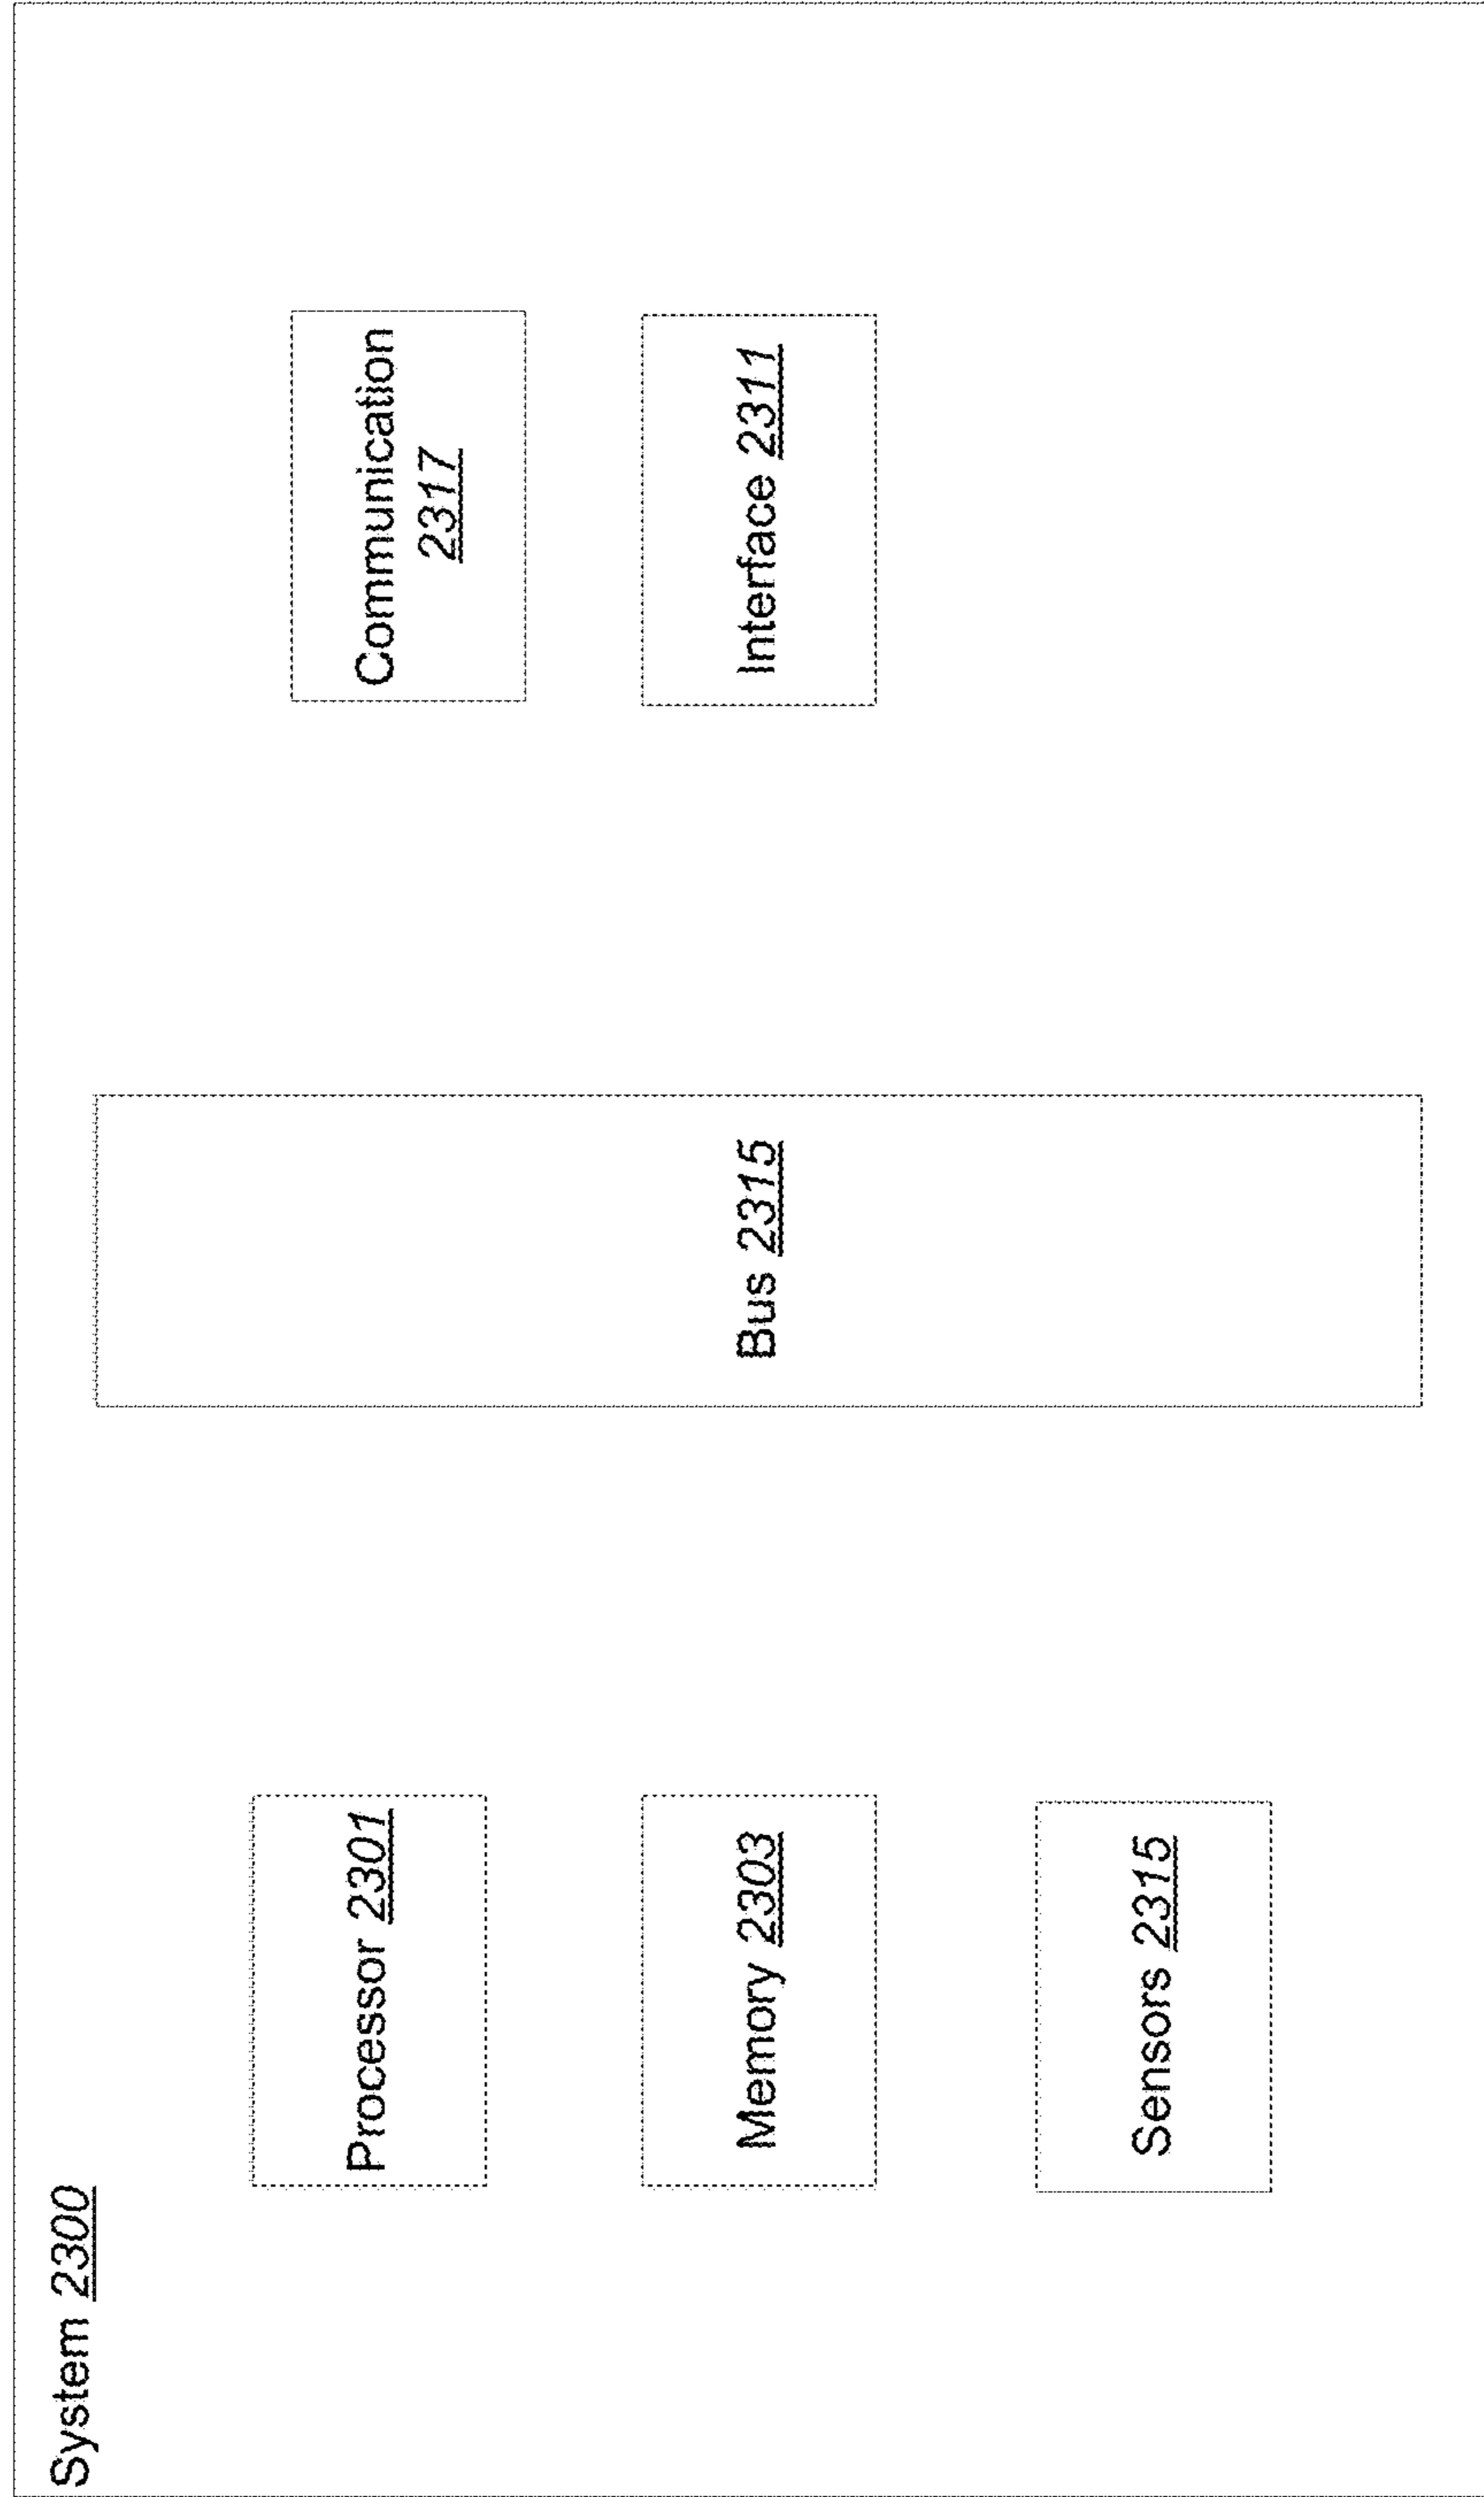 System 2300
Processor 2301
Memory 2303
Sensors 2315
Bus 2315
Communication
2317
Interface 2311